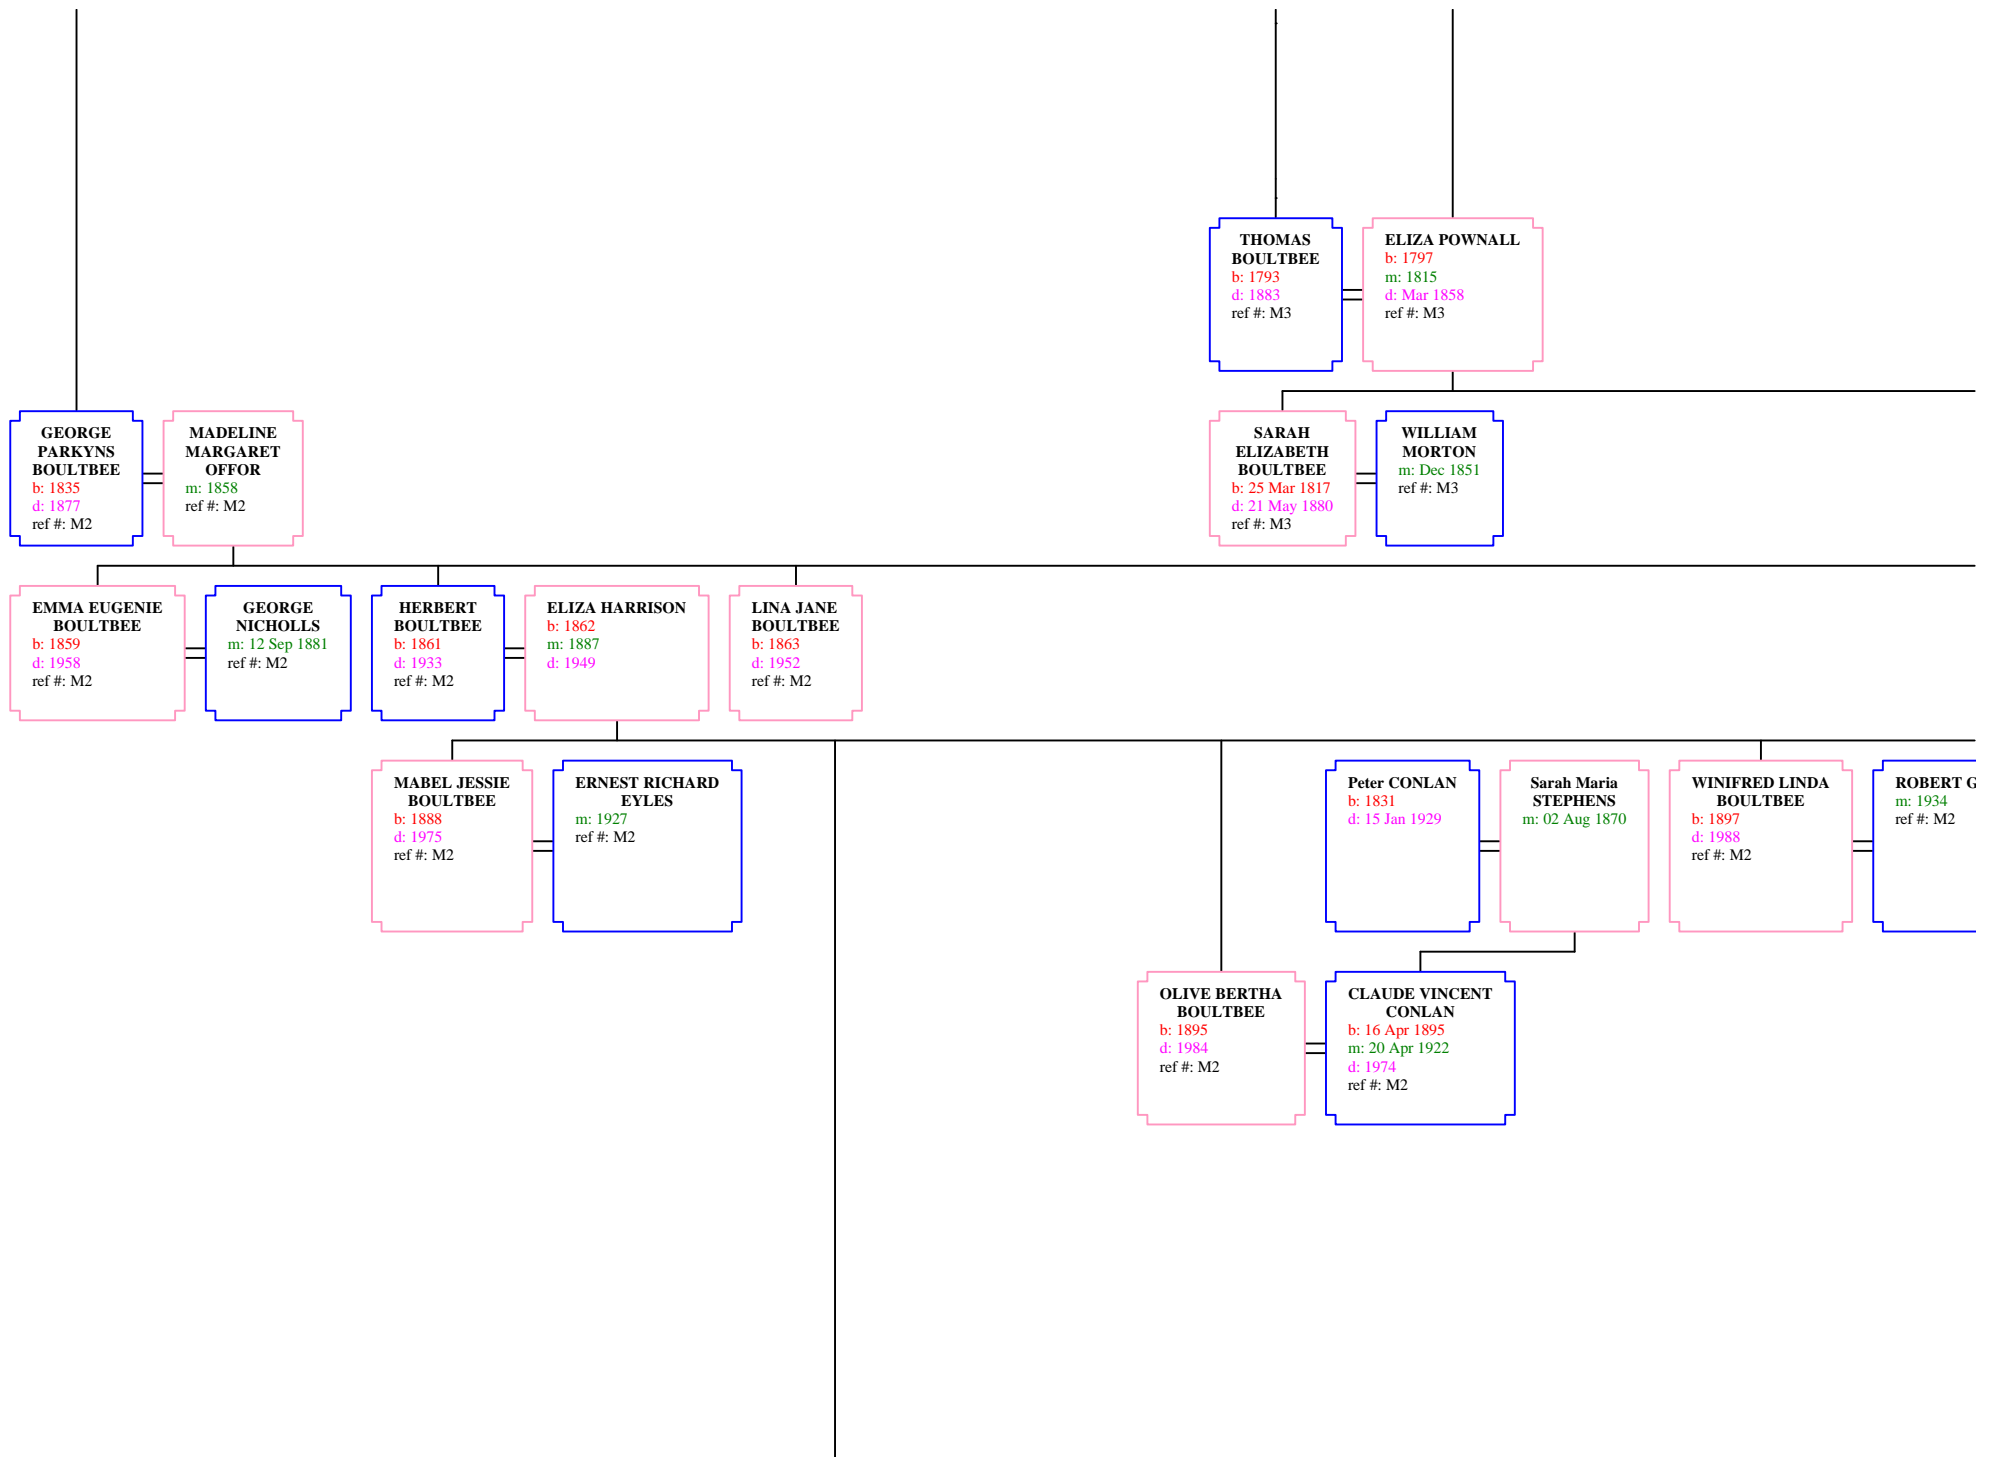 THOMAS
BOULTBEE
b: 1793
d: 1883
ref #: M3
ELIZA POWNALL
b: 1797
m: 1815
d: Mar 1858
ref #: M3
GEORGE
PARKYNS
BOULTBEE
b: 1835
d: 1877
ref #: M2
MADELINE
MARGARET
OFFOR
m: 1858
ref #: M2
SARAH
ELIZABETH
BOULTBEE
b: 25 Mar 1817
d: 21 May 1880
ref #: M3
WILLIAM
MORTON
m: Dec 1851
ref #: M3
EMMA EUGENIE
BOULTBEE
b: 1859
d: 1958
ref #: M2
GEORGE
NICHOLLS
m: 12 Sep 1881
ref #: M2
HERBERT
BOULTBEE
b: 1861
d: 1933
ref #: M2
ELIZA HARRISON
b: 1862
m: 1887
d: 1949
LINA JANE
BOULTBEE
b: 1863
d: 1952
ref #: M2
MABEL JESSIE
BOULTBEE
b: 1888
d: 1975
ref #: M2
ERNEST RICHARD
EYLES
m: 1927
ref #: M2
Peter CONLAN
b: 1831
d: 15 Jan 1929
Sarah Maria
STEPHENS
m: 02 Aug 1870
WINIFRED LINDA
BOULTBEE
b: 1897
d: 1988
ref #: M2
ROBERT G
m: 1934
ref #: M2
OLIVE BERTHA
BOULTBEE
b: 1895
d: 1984
ref #: M2
CLAUDE VINCENT
CONLAN
b: 16 Apr 1895
m: 20 Apr 1922
d: 1974
ref #: M2